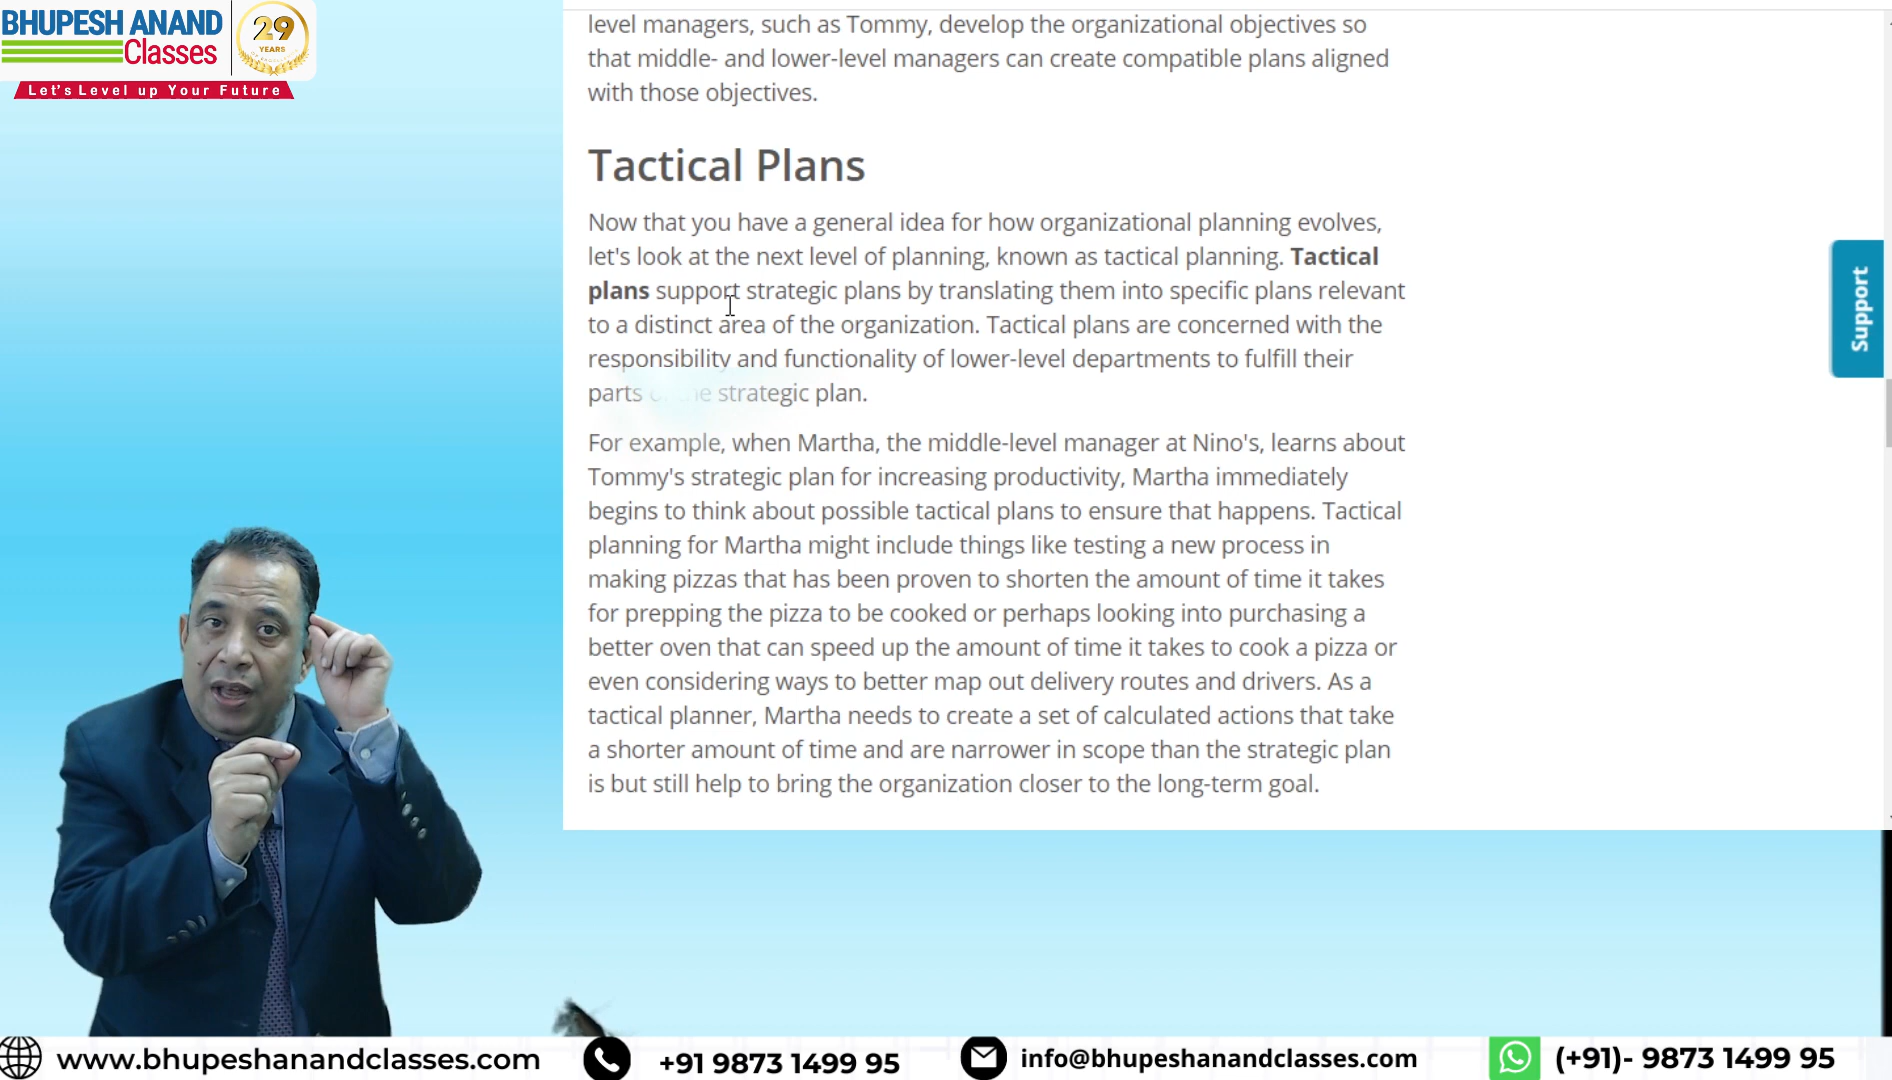 BHUPESH ANAND
Classes
29
YEARS
Let's Level up Your Future
level managers, such as Tommy, develop the organizational objectives so
that middle- and lower-level managers can create compatible plans aligned
with those objectives.
Tactical Plans
Now that you have a general idea for how organizational planning evolves,
let's look at the next level of planning, known as tactical planning. Tactical
plans support strategic plans by translating them into specific plans relevant
to a distinct area of the organization. Tactical plans are concerned with the
responsibility and functionality of lower-level departments to fulfill their
parts of the strategic plan.
For example, when Martha, the middle-level manager at Nino's, learns about
Tommy's strategic plan for increasing productivity, Martha immediately
begins to think about possible tactical plans to ensure that happens. Tactical
planning for Martha might include things like testing a new process in
making pizzas that has been proven to shorten the amount of time it takes
for prepping the pizza to be cooked or perhaps looking into purchasing a
better oven that can speed up the amount of time it takes to cook a pizza or
even considering ways to better map out delivery routes and drivers. As a
tactical planner, Martha needs to create a set of calculated actions that take
a shorter amount of time and are narrower in scope than the strategic plan
is but still help to bring the organization closer to the long-term goal.
Support
www.bhupeshanandclasses.com
+91 9873 1499 95
info@bhupeshanandclasses.com
(+91)- 9873 1499 95